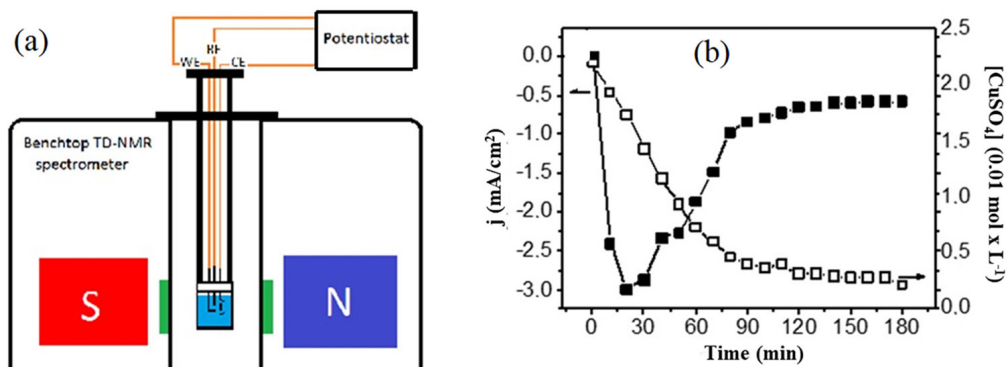 (a)
Potentiostat
RE
WE
CE
Benchtop TD-NMR
spectrometer
S
N
(b)
j (mA/cm²)
0.0
-0.5
-1.0
-1.5
-2.0
-2.5
-3.0
0 30 60 90 120 150 180
Time (min)
2.5
2.0
1.5
1.0
0.5
0.0
[CuSO₄] (0.01 mol x L⁻¹)